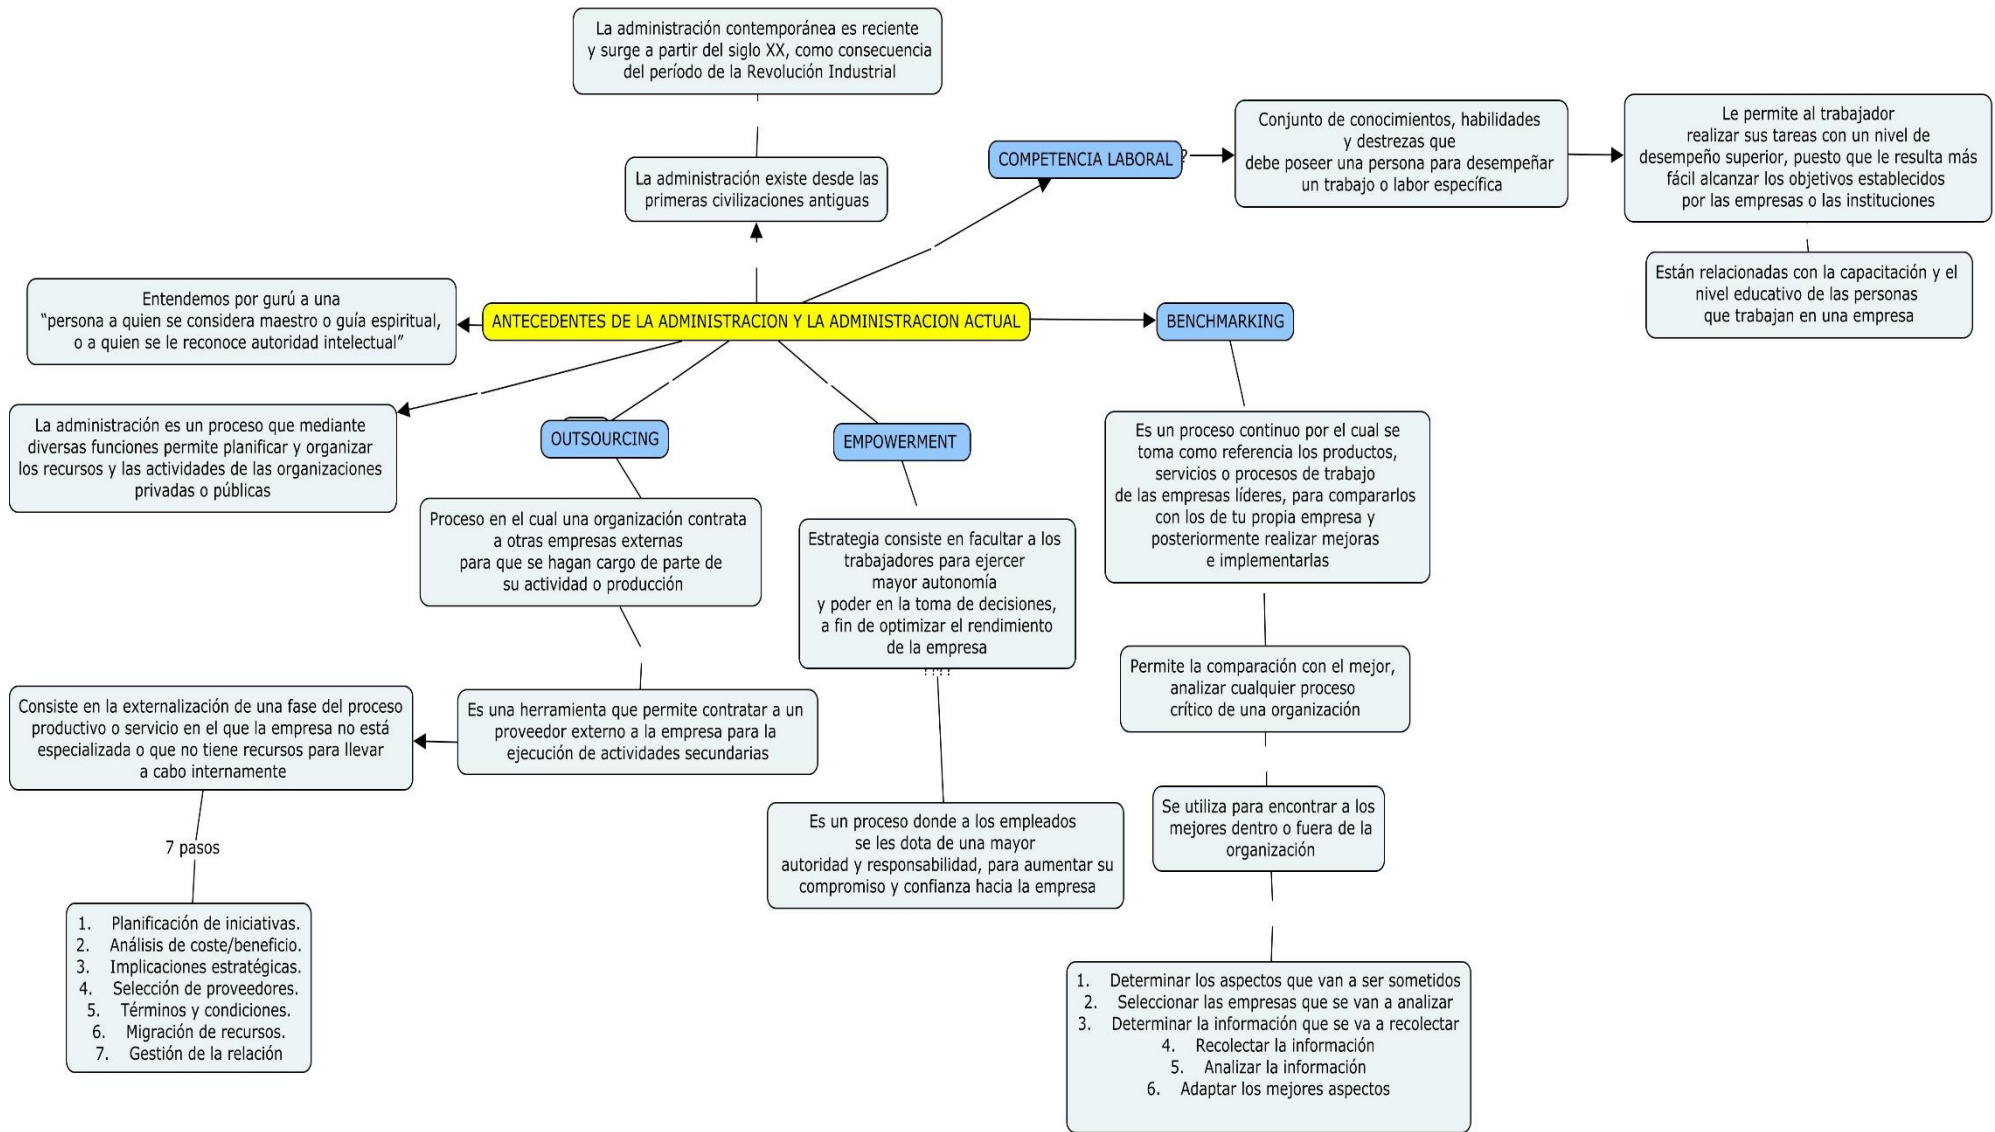 La administración contemporánea es reciente
y surge a partir del siglo XX, como consecuencia
del período de la Revolución Industrial
La administración existe desde las
primeras civilizaciones antiguas
COMPETENCIA LABORAL
?
Conjunto de conocimientos, habilidades
y destrezas que
debe poseer una persona para desempeñar
un trabajo o labor específica
Le permite al trabajador
realizar sus tareas con un nivel de
desempeño superior, puesto que le resulta más
fácil alcanzar los objetivos establecidos
por las empresas o las instituciones
Están relacionadas con la capacitación y el
nivel educativo de las personas
que trabajan en una empresa
Entendemos por gurú a una
“persona a quien se considera maestro o guía espiritual,
o a quien se le reconoce autoridad intelectual”
ANTECEDENTES DE LA ADMINISTRACION Y LA ADMINISTRACION ACTUAL
BENCHMARKING
La administración es un proceso que mediante
diversas funciones permite planificar y organizar
los recursos y las actividades de las organizaciones
privadas o públicas
OUTSOURCING
EMPOWERMENT
Es un proceso continuo por el cual se
toma como referencia los productos,
servicios o procesos de trabajo
de las empresas líderes, para compararlos
con los de tu propia empresa y
posteriormente realizar mejoras
e implementarlas
Proceso en el cual una organización contrata
a otras empresas externas
para que se hagan cargo de parte de
su actividad o producción
Estrategia consiste en facultar a los
trabajadores para ejercer
mayor autonomía
y poder en la toma de decisiones,
a fin de optimizar el rendimiento
de la empresa
Permite la comparación con el mejor,
analizar cualquier proceso
crítico de una organización
Consiste en la externalización de una fase del proceso
productivo o servicio en el que la empresa no está
especializada o que no tiene recursos para llevar
a cabo internamente
Es una herramienta que permite contratar a un
proveedor externo a la empresa para la
ejecución de actividades secundarias
Se utiliza para encontrar a los
mejores dentro o fuera de la
organización
Es un proceso donde a los empleados
se les dota de una mayor
autoridad y responsabilidad, para aumentar su
compromiso y confianza hacia la empresa
7 pasos
1. Planificación de iniciativas.
2. Análisis de coste/beneficio.
3. Implicaciones estratégicas.
4. Selección de proveedores.
5. Términos y condiciones.
6. Migración de recursos.
7. Gestión de la relación
1. Determinar los aspectos que van a ser sometidos
2. Seleccionar las empresas que se van a analizar
3. Determinar la información que se va a recolectar
4. Recolectar la información
5. Analizar la información
6. Adaptar los mejores aspectos